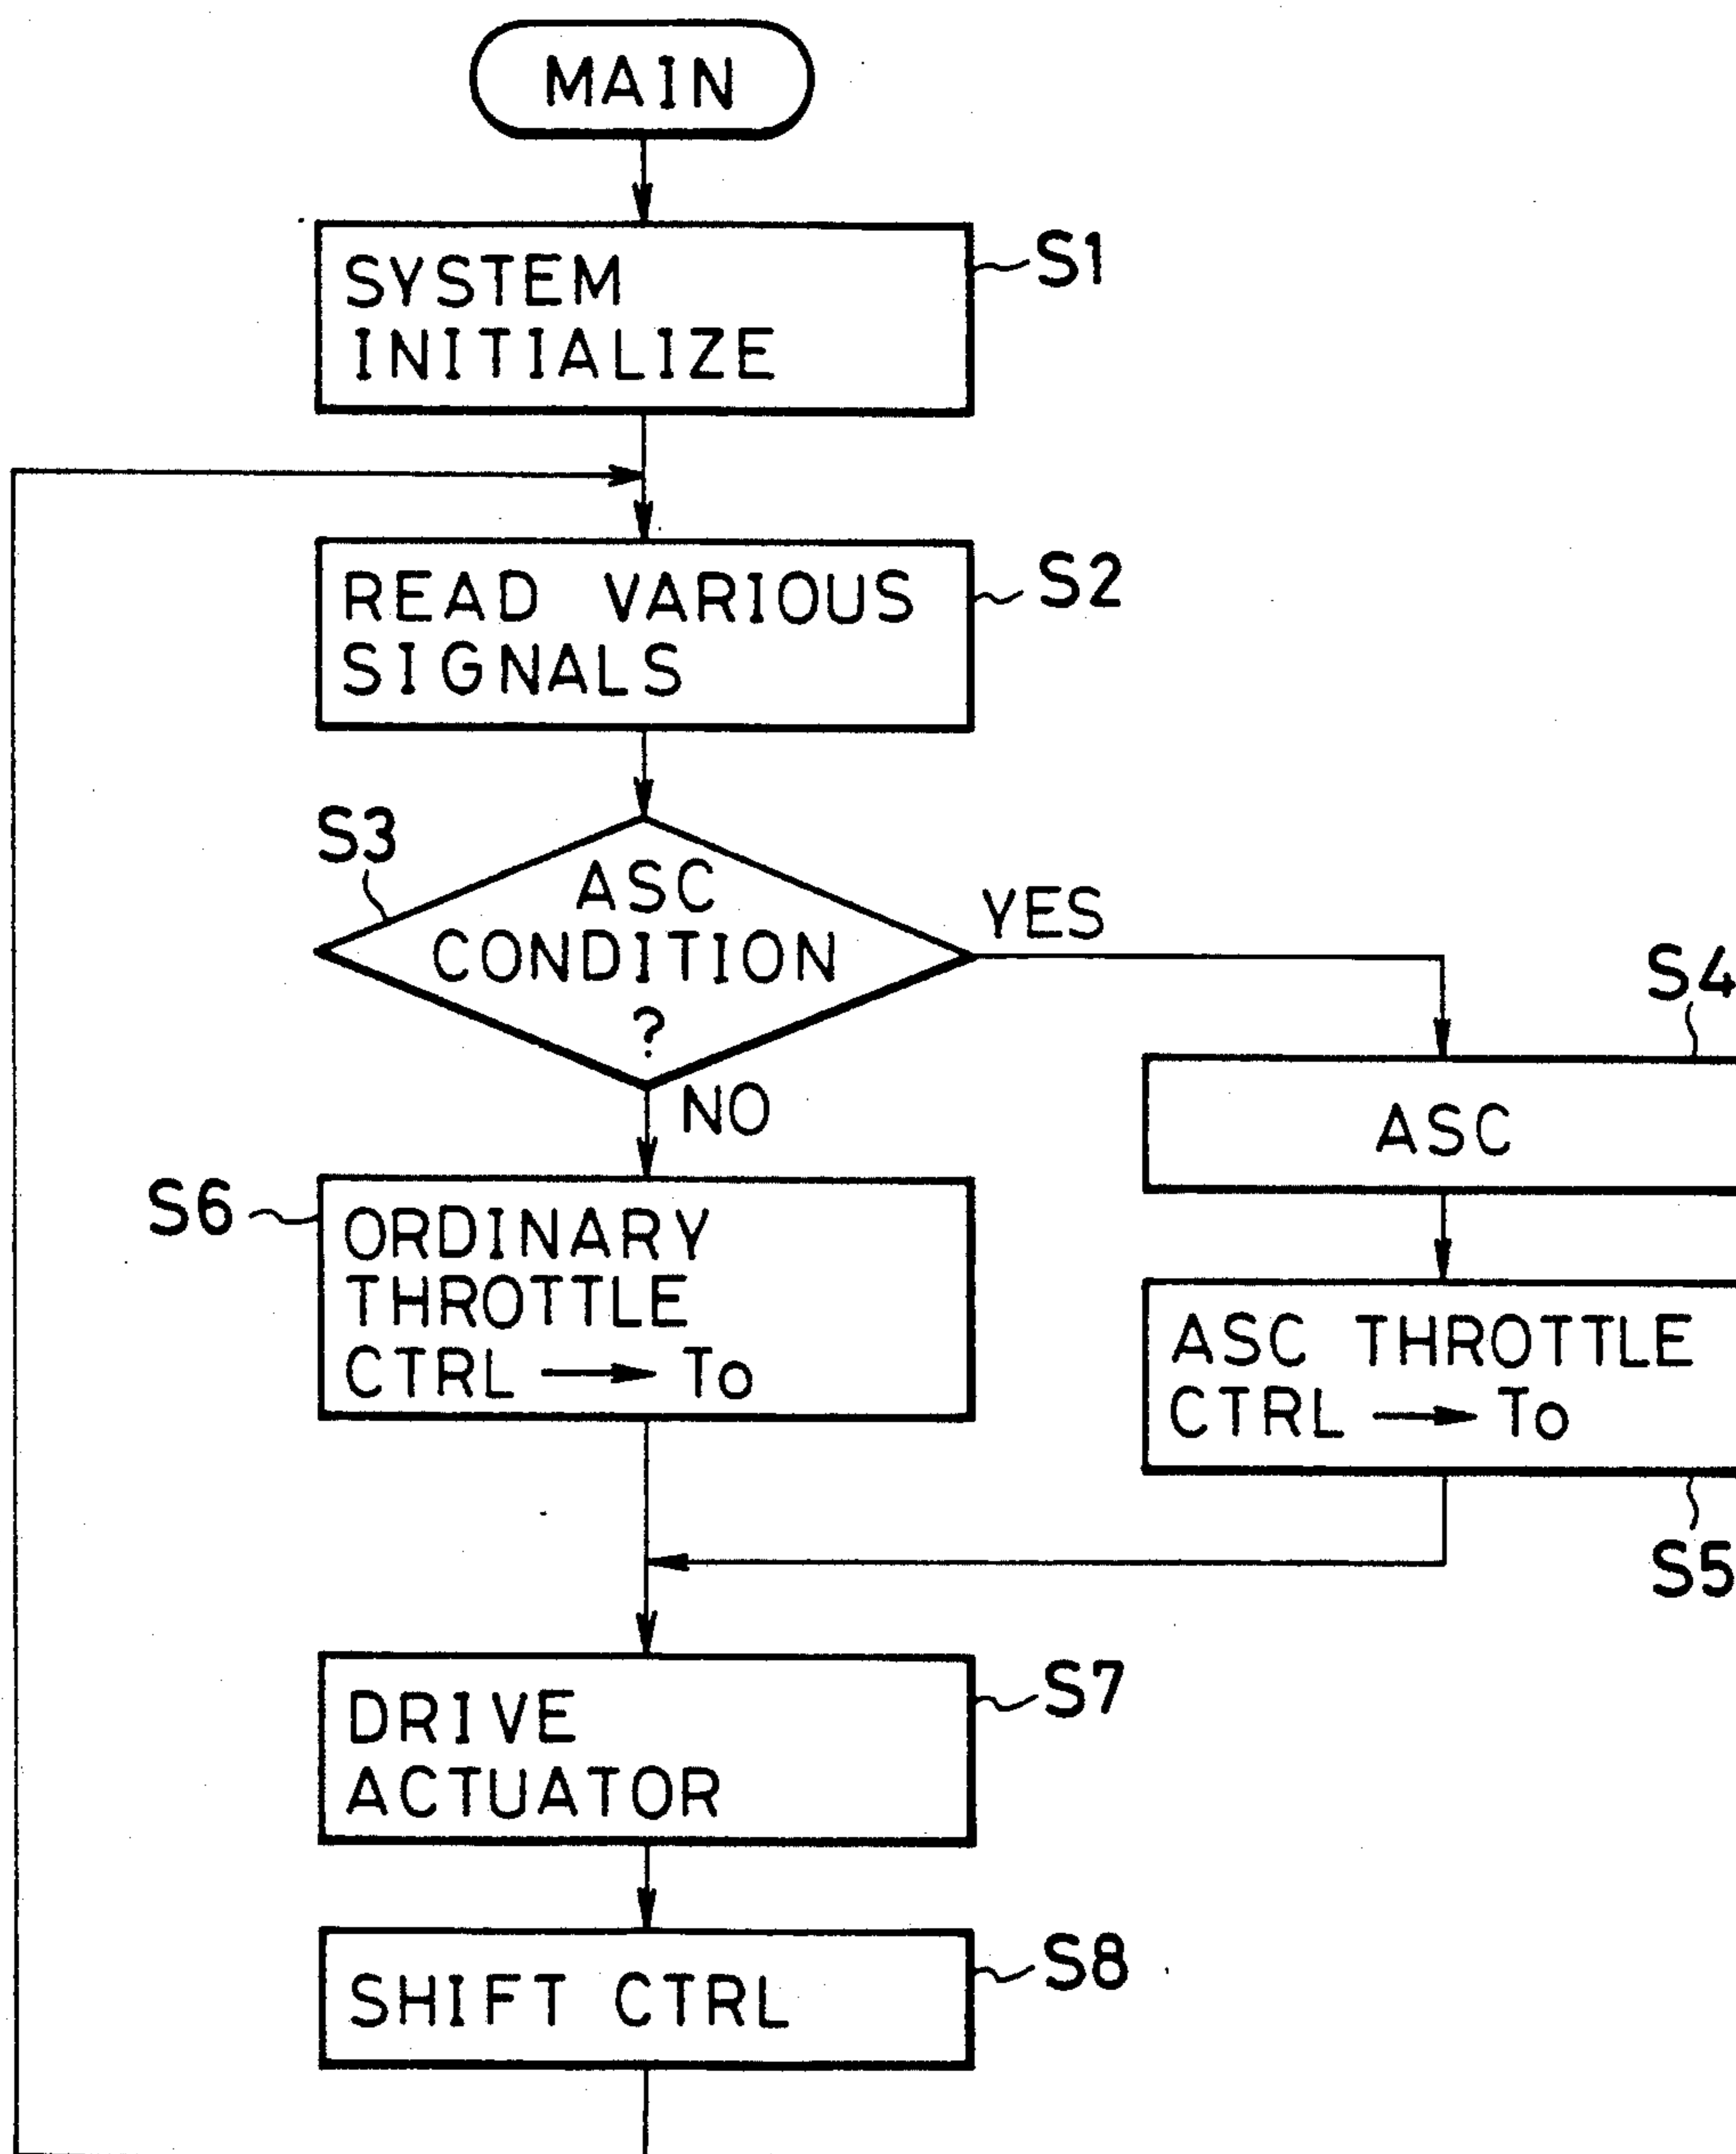 MAIN
SYSTEM
INITIALIZE
S1
READ VARIOUS
SIGNALS
S2
S3
ASC
CONDITION
?
YES
NO
S4
ASC
S6
ORDINARY
THROTTLE
CTRL → To
ASC THROTTLE
CTRL → To
S5
DRIVE
ACTUATOR
S7
SHIFT CTRL
S8